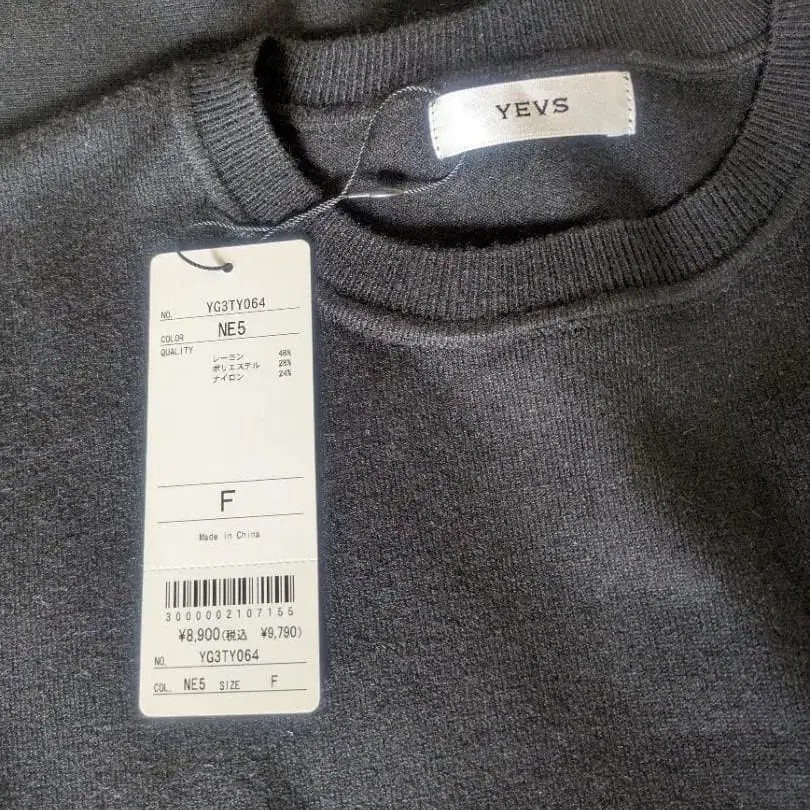 YEVS
NO. YG3TY064
COLOR NE5
QUALITY
レーヨン 48%
ポリエステル 28%
ナイロン 24%
F
Made in China
3000002107155
¥8,900(税込 ¥9,790)
NO. YG3TY064
COL. NE5 SIZE F